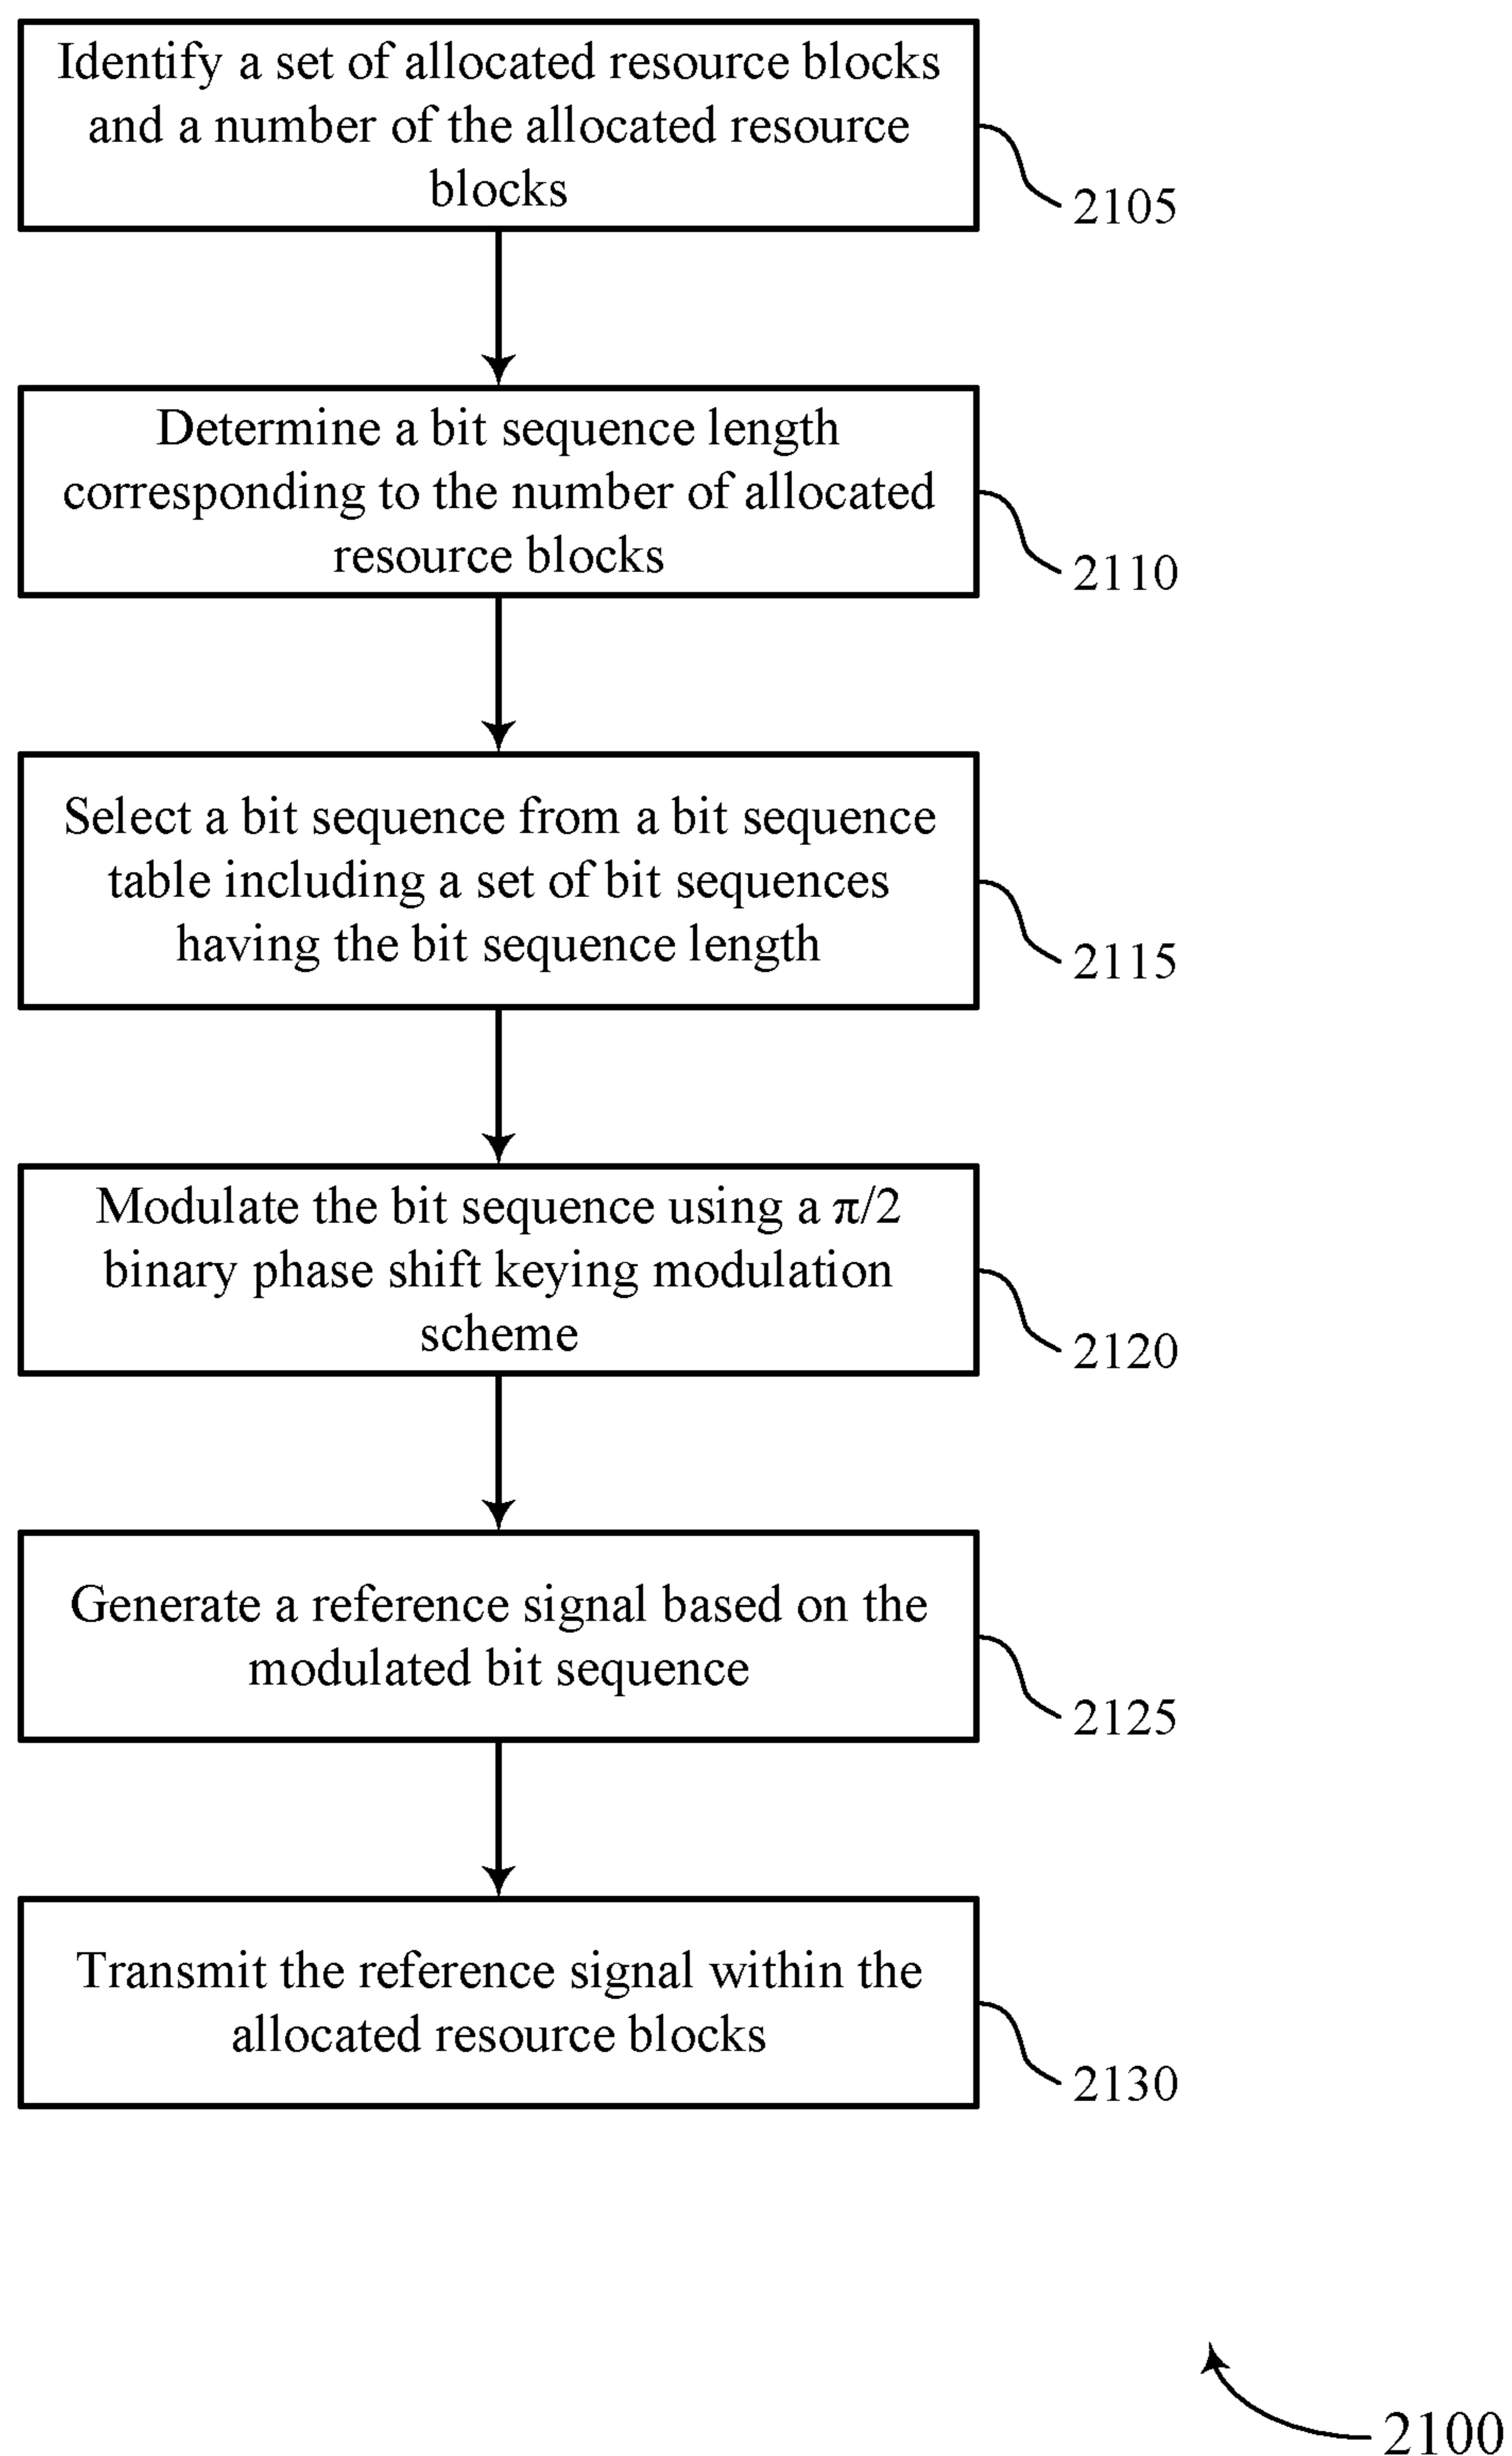 Identify a set of allocated resource blocks
and a number of the allocated resource
blocks
2105
Determine a bit sequence length
corresponding to the number of allocated
resource blocks
2110
Select a bit sequence from a bit sequence
table including a set of bit sequences
having the bit sequence length
2115
Modulate the bit sequence using a π/2
binary phase shift keying modulation
scheme
2120
Generate a reference signal based on the
modulated bit sequence
2125
Transmit the reference signal within the
allocated resource blocks
2130
2100